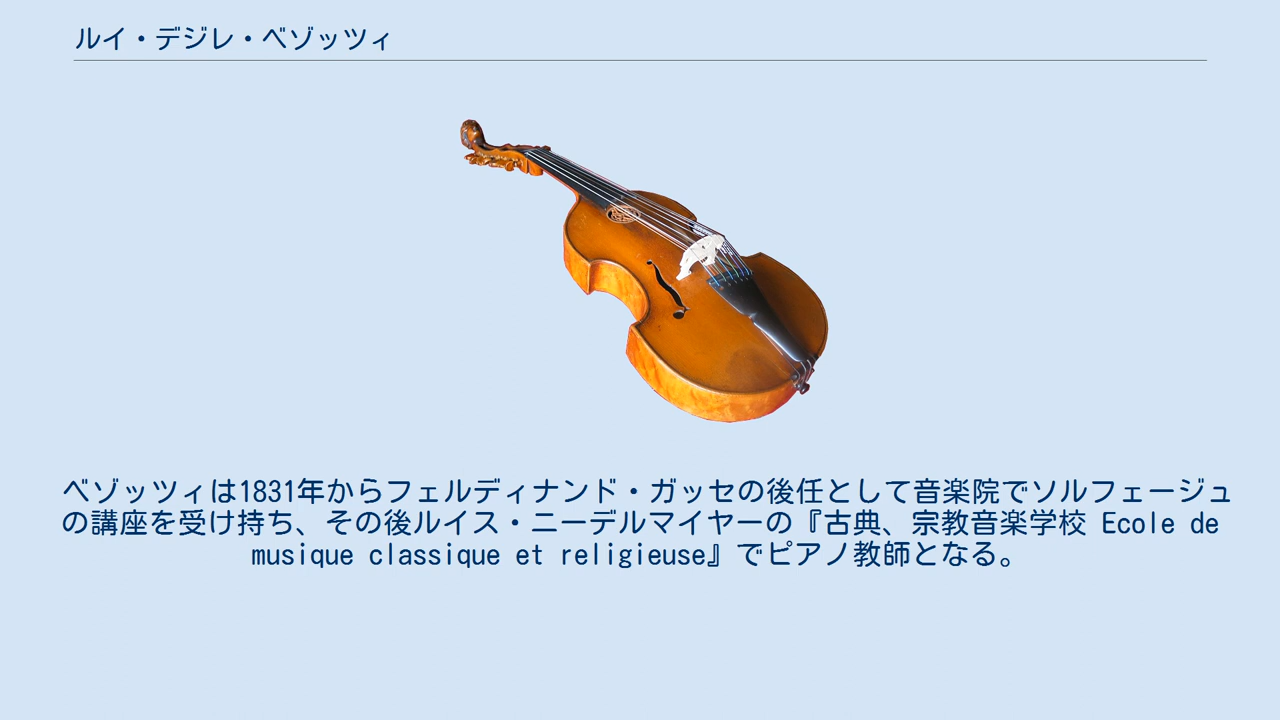 ルイ・デジレ・ベゾッツィ
ベゾッツィは1831年からフェルディナンド・ガッセの後任として音楽院でソルフェージュ
の講座を受け持ち、その後ルイス・ニーデルマイヤーの『古典、宗教音楽学校 Ecole de
musique classique et religieuse』でピアノ教師となる。